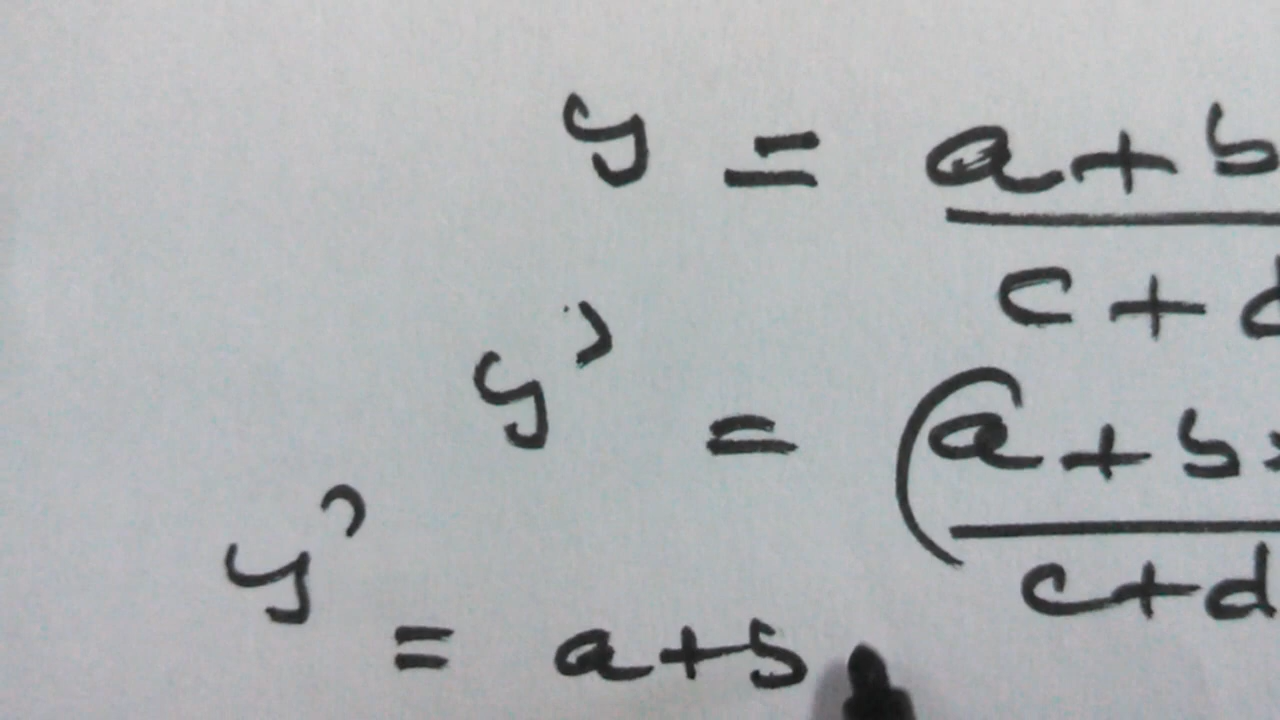 y = a+b
c+d
y' = (a+b
c+d
y'
= a+b